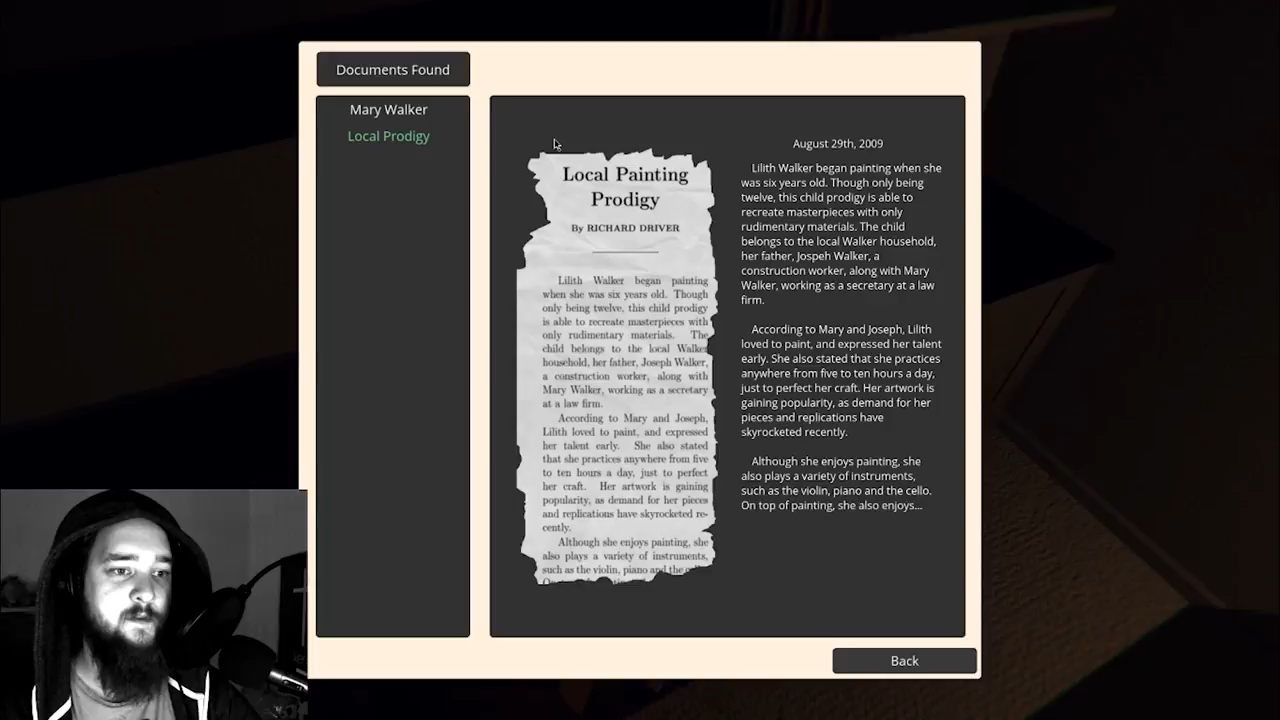 Documents Found
Mary Walker
Local Prodigy
Local Painting
Prodigy
By RICHARD DRIVER
Lilith Walker began painting
when she was six years old. Though
only being twelve, this child prodigy
is able to recreate masterpieces with
only rudimentary materials. The
child belongs to the local Walker
household, her father, Joseph Walker,
a construction worker, along with
Mary Walker, working as a secretary
at a law firm.
According to Mary and Joseph,
Lilith loved to paint, and expressed
her talent early. She also stated
that she practices anywhere from five
to ten hours a day, just to perfect
her craft. Her artwork is gaining
popularity, as demand for her pieces
and replications have skyrocketed re-
cently.
Although she enjoys painting, she
also plays a variety of instruments,
such as the violin, piano and the
August 29th, 2009
Lilith Walker began painting when she
was six years old. Though only being
twelve, this child prodigy is able to
recreate masterpieces with only
rudimentary materials. The child
belongs to the local Walker household,
her father, Jospeh Walker, a
construction worker, along with Mary
Walker, working as a secretary at a law
firm.
According to Mary and Joseph, Lilith
loved to paint, and expressed her talent
early. She also stated that she practices
anywhere from five to ten hours a day,
just to perfect her craft. Her artwork is
gaining popularity, as demand for her
pieces and replications have
skyrocketed recently.
Although she enjoys painting, she
also plays a variety of instruments,
such as the violin, piano and the cello.
On top of painting, she also enjoys...
Back